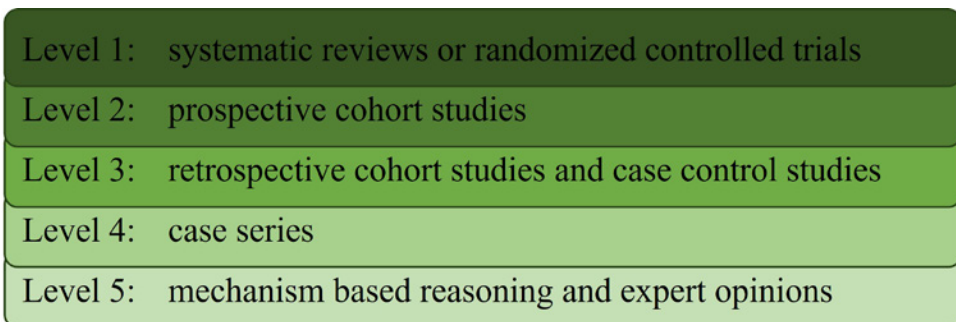 Level 1: systematic reviews or randomized controlled trials
Level 2: prospective cohort studies
Level 3: retrospective cohort studies and case control studies
Level 4: case series
Level 5: mechanism based reasoning and expert opinions